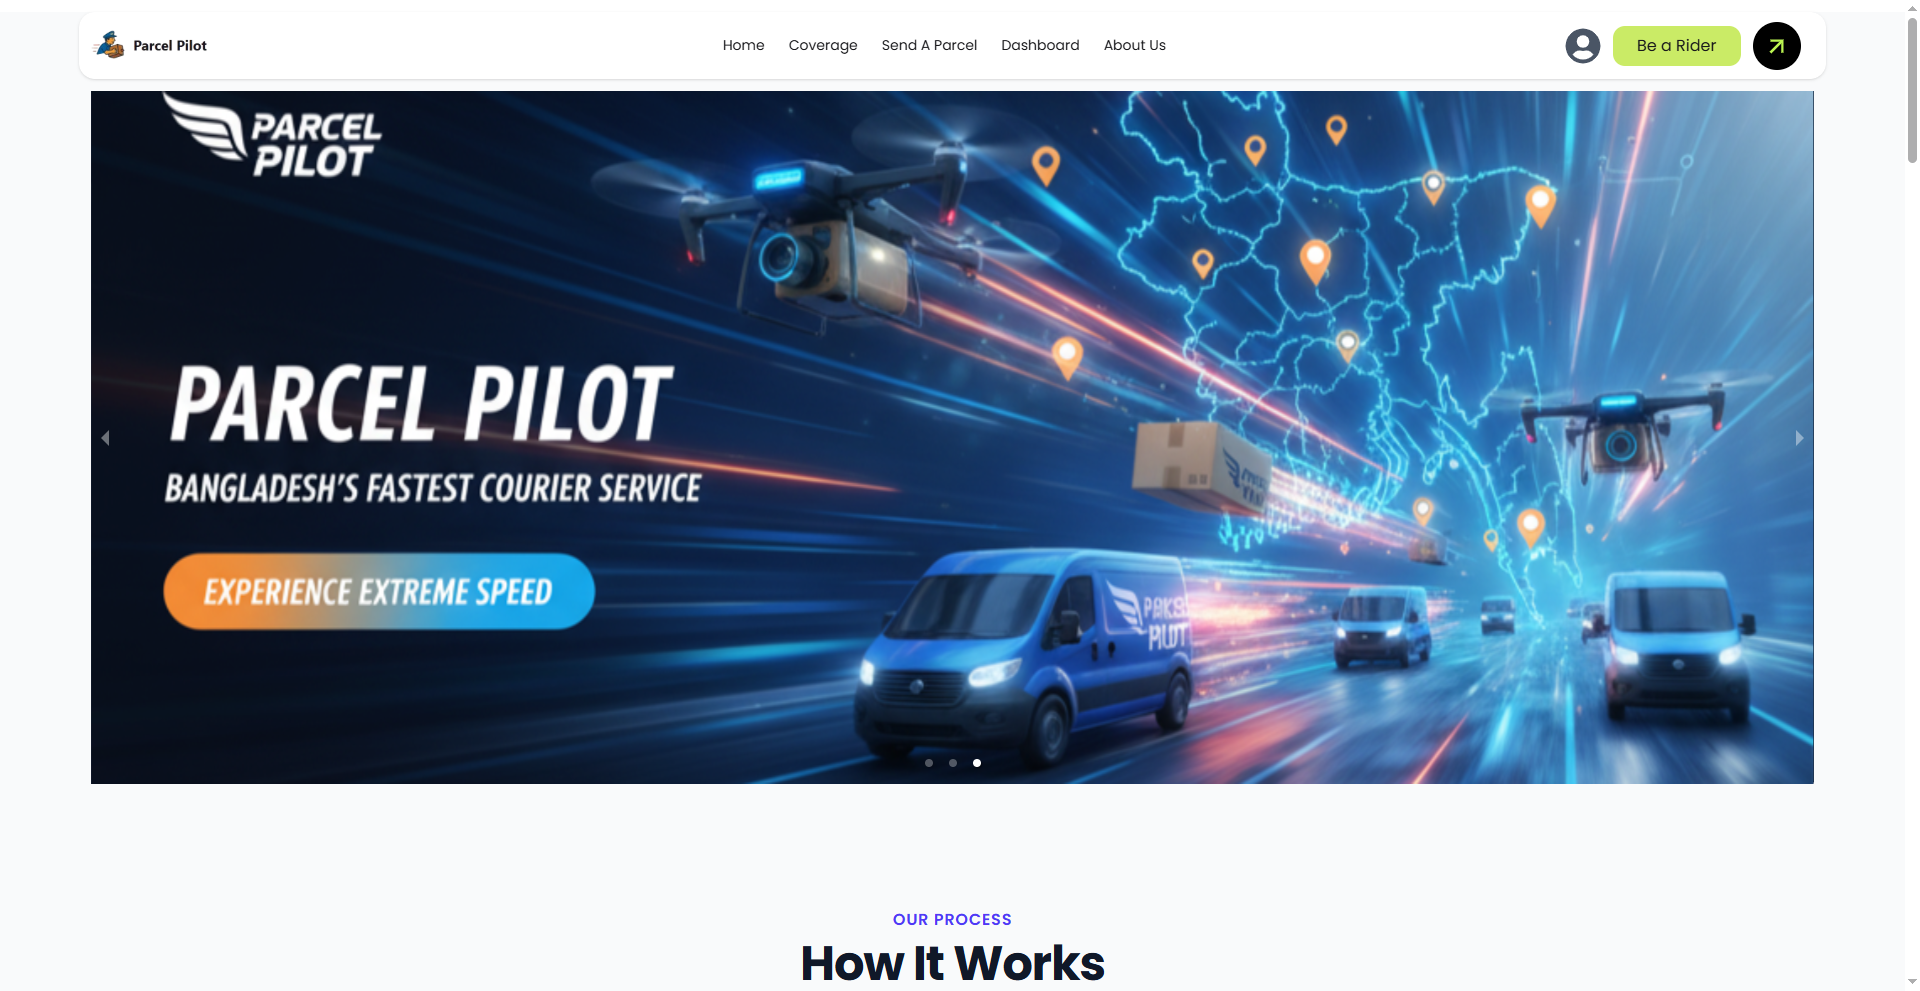 Parcel Pilot
Home
Coverage
Send A Parcel
Dashboard
About Us
Be a Rider
PARCEL
PILOT
PARCEL PILOT
BANGLADESH'S FASTEST COURIER SERVICE
EXPERIENCE EXTREME SPEED
PILOT
OUR PROCESS
How It Works